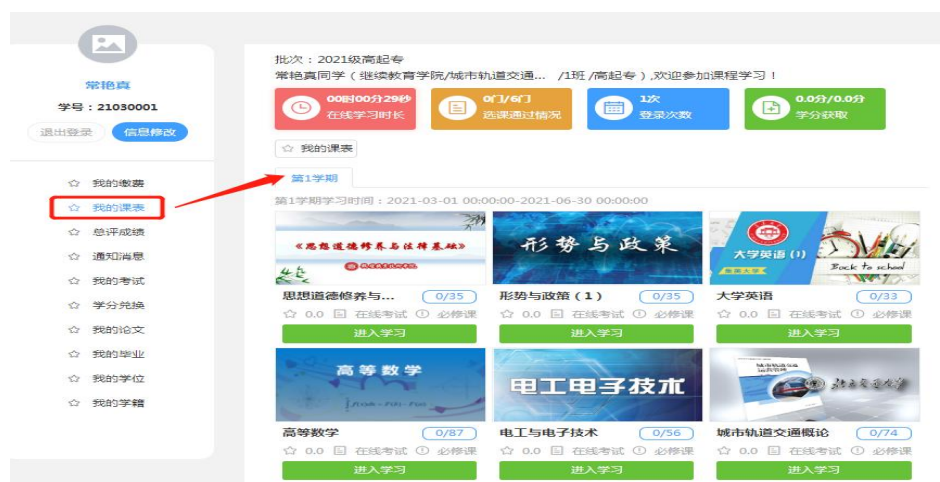 常艳真
学号：21030001
退出登录 信息修改
我的缴费
我的课表
总评成绩
通知消息
我的考试
学分兑换
我的论文
我的毕业
我的学位
我的学籍
批次：2021级高起专
常艳真同学（继续教育学院/城市轨道交通... /1班/高起专）,欢迎参加课程学习！
00时00分29秒
在线学习时长
0门/6门
选课通过情况
1次
登录次数
0.0分/0.0分
学分获取
我的课表
第1学期
第1学期学习时间：2021-03-01 00:00:00-2021-06-30 00:00:00
《思想道德修养与法律基础》
形势与政策
大学英语 (1)
Back to school
思想道德修养与... 0/35
形势与政策（1） 0/35
大学英语 0/33
0.0 在线考试 必修课
0.0 在线考试 必修课
0.0 在线考试 必修课
进入学习
进入学习
进入学习
高等数学
电工电子技术
高等数学 0/87
电工与电子技术 0/56
城市轨道交通概论 0/74
0.0 在线考试 必修课
0.0 在线考试 必修课
0.0 在线考试 必修课
进入学习
进入学习
进入学习